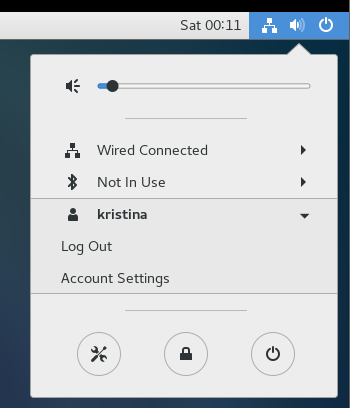 Sat 00:11
Wired Connected
Not In Use
kristina
Log Out
Account Settings